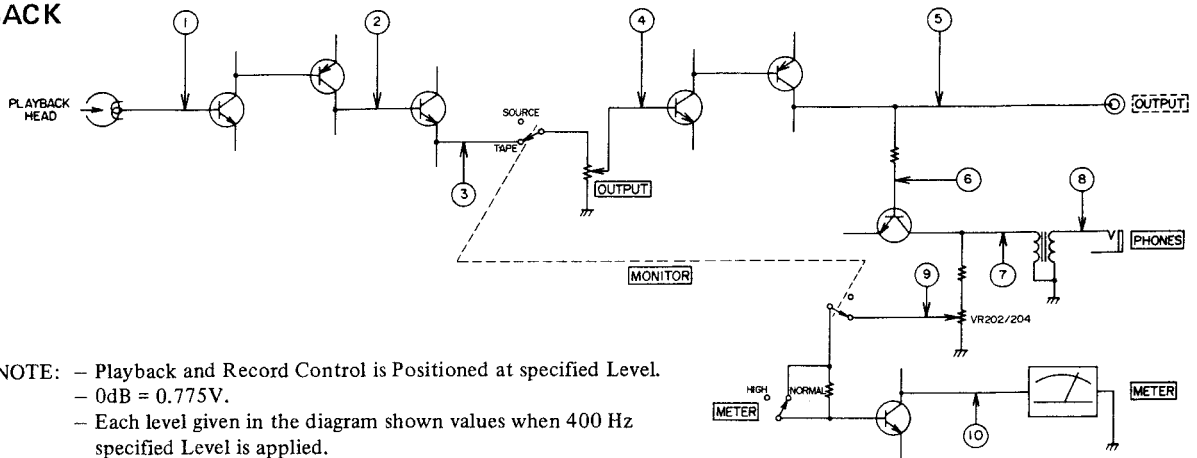 ACK
1
2
4
5
PLAYBACK
HEAD
SOURCE
TAPE
3
OUTPUT
OUTPUT
6
8
PHONES
7
MONITOR
9
VR202/204
NOTE: – Playback and Record Control is Positioned at specified Level.
– 0dB = 0.775V.
– Each level given in the diagram shown values when 400 Hz
specified Level is applied.
HIGH
NORMAL
METER
10
METER